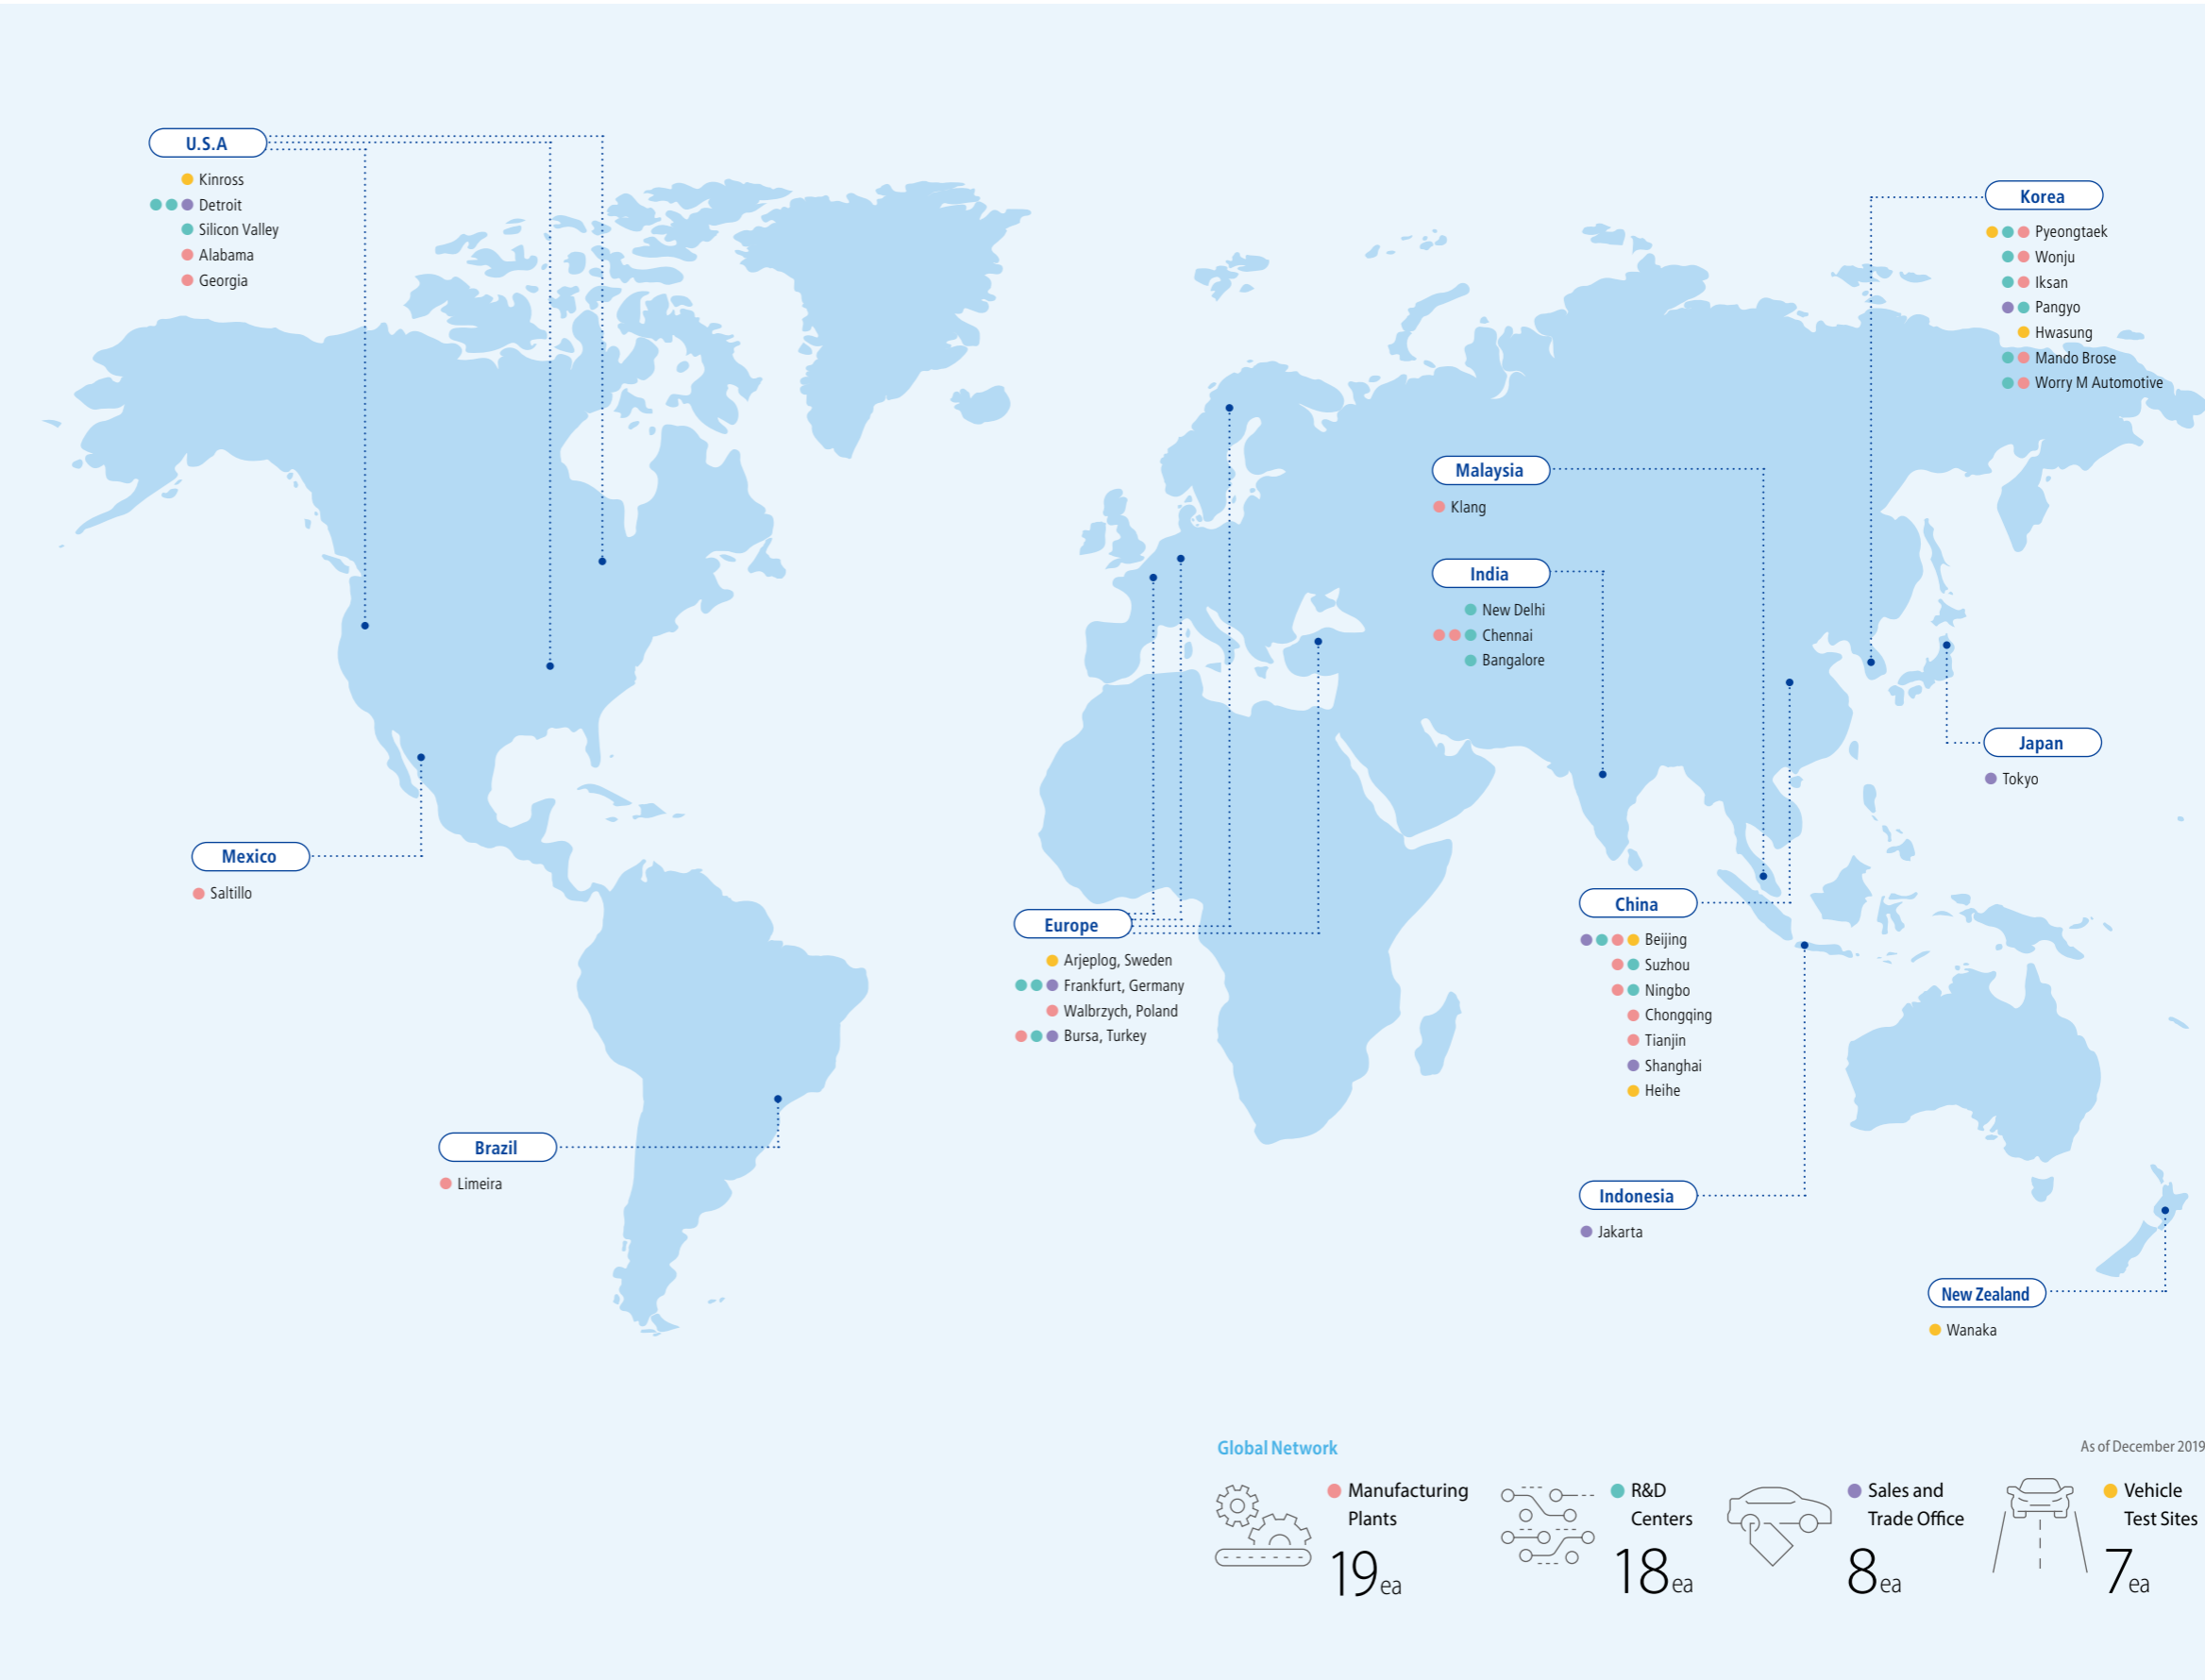 U.S.A
Kinross
Detroit
Silicon Valley
Alabama
Georgia
Korea
Pyeongtaek
Wonju
Iksan
Pangyo
Hwasung
Mando Brose
Worry M Automotive
Malaysia
Klang
India
New Delhi
Chennai
Bangalore
Japan
Tokyo
Mexico
Saltillo
Europe
Arjeplog, Sweden
Frankfurt, Germany
Walbrzych, Poland
Bursa, Turkey
China
Beijing
Suzhou
Ningbo
Chongqing
Tianjin
Shanghai
Heihe
Brazil
Limeira
Indonesia
Jakarta
New Zealand
Wanaka
Global Network
As of December 2019
Manufacturing
Plants
19ea
R&D
Centers
18ea
Sales and
Trade Office
8ea
Vehicle
Test Sites
7ea